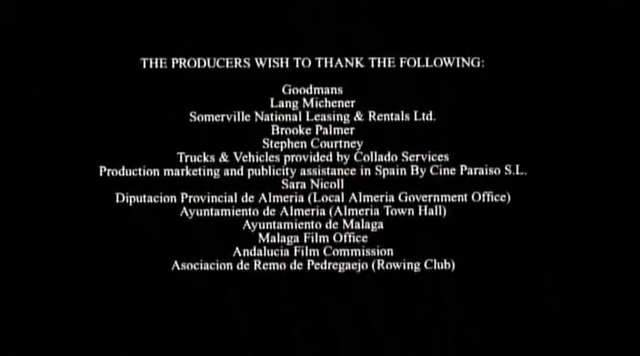 THE PRODUCERS WISH TO THANK THE FOLLOWING:
Goodmans
Lang Michener
Somerville National Leasing & Rentals Ltd.
Brooke Palmer
Stephen Courtney
Trucks & Vehicles provided by Collado Services
Production marketing and publicity assistance in Spain By Cine Paraiso S.L.
Sara Nicoll
Diputacion Provincial de Almeria (Local Almeria Government Office)
Ayuntamiento de Almeria (Almeria Town Hall)
Ayuntamiento de Malaga
Malaga Film Office
Andalucia Film Commission
Asociacion de Remo de Pedregaejo (Rowing Club)